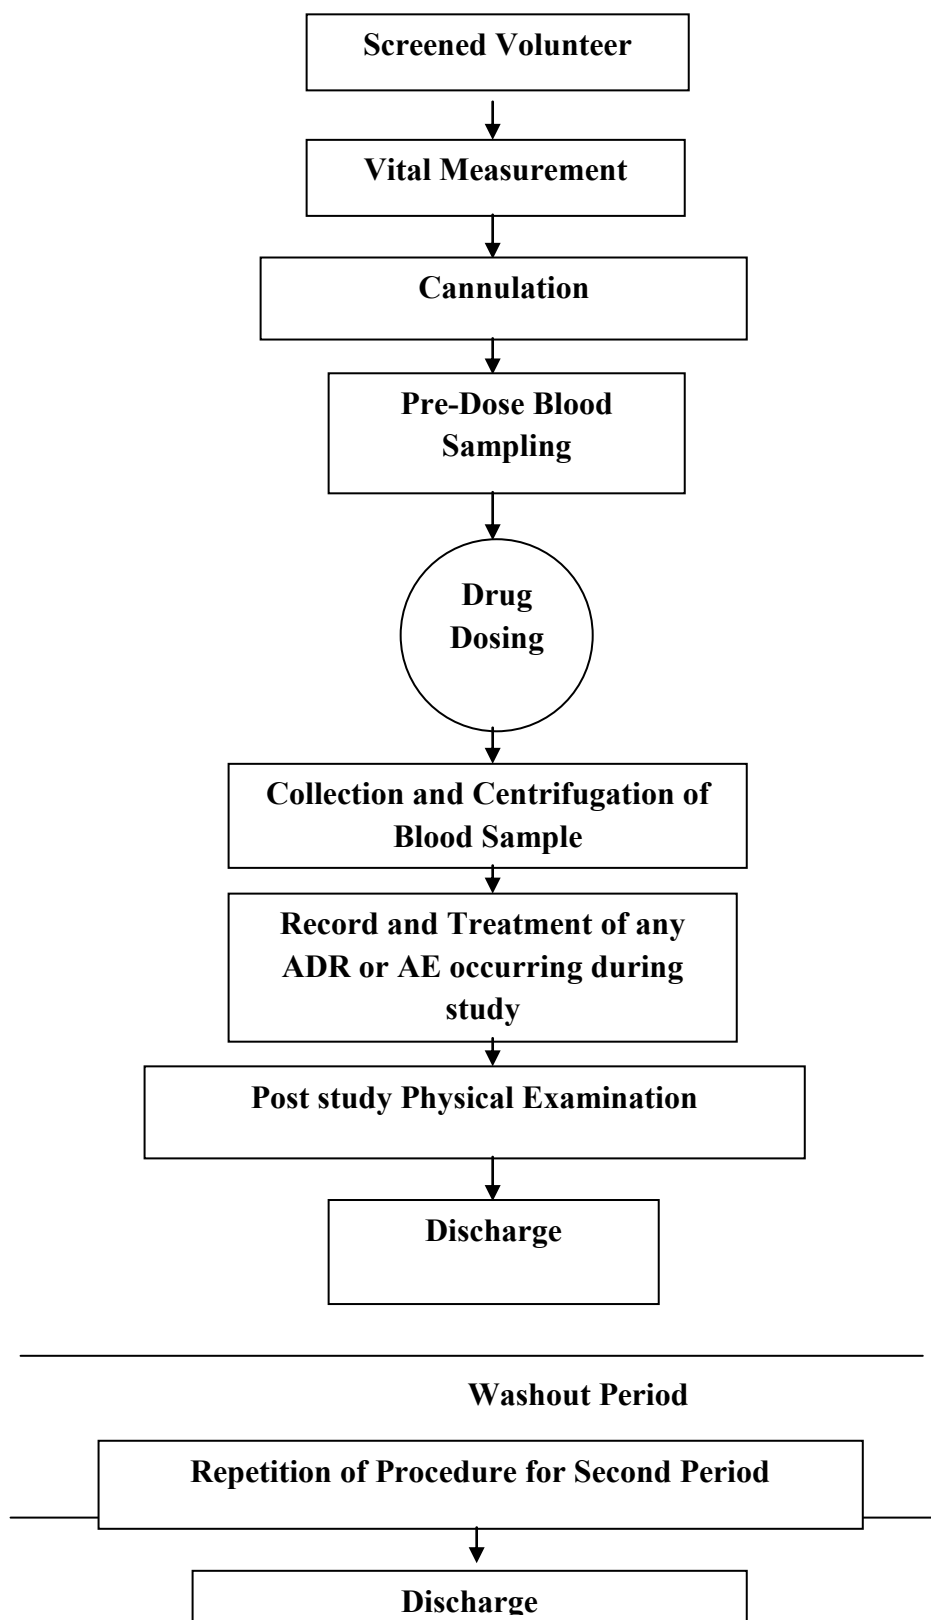 Screened Volunteer
Vital Measurement
Cannulation
Pre-Dose Blood
Sampling
Drug
Dosing
Collection and Centrifugation of
Blood Sample
Record and Treatment of any
ADR or AE occurring during
study
Post study Physical Examination
Discharge
Washout Period
Repetition of Procedure for Second Period
Discharge